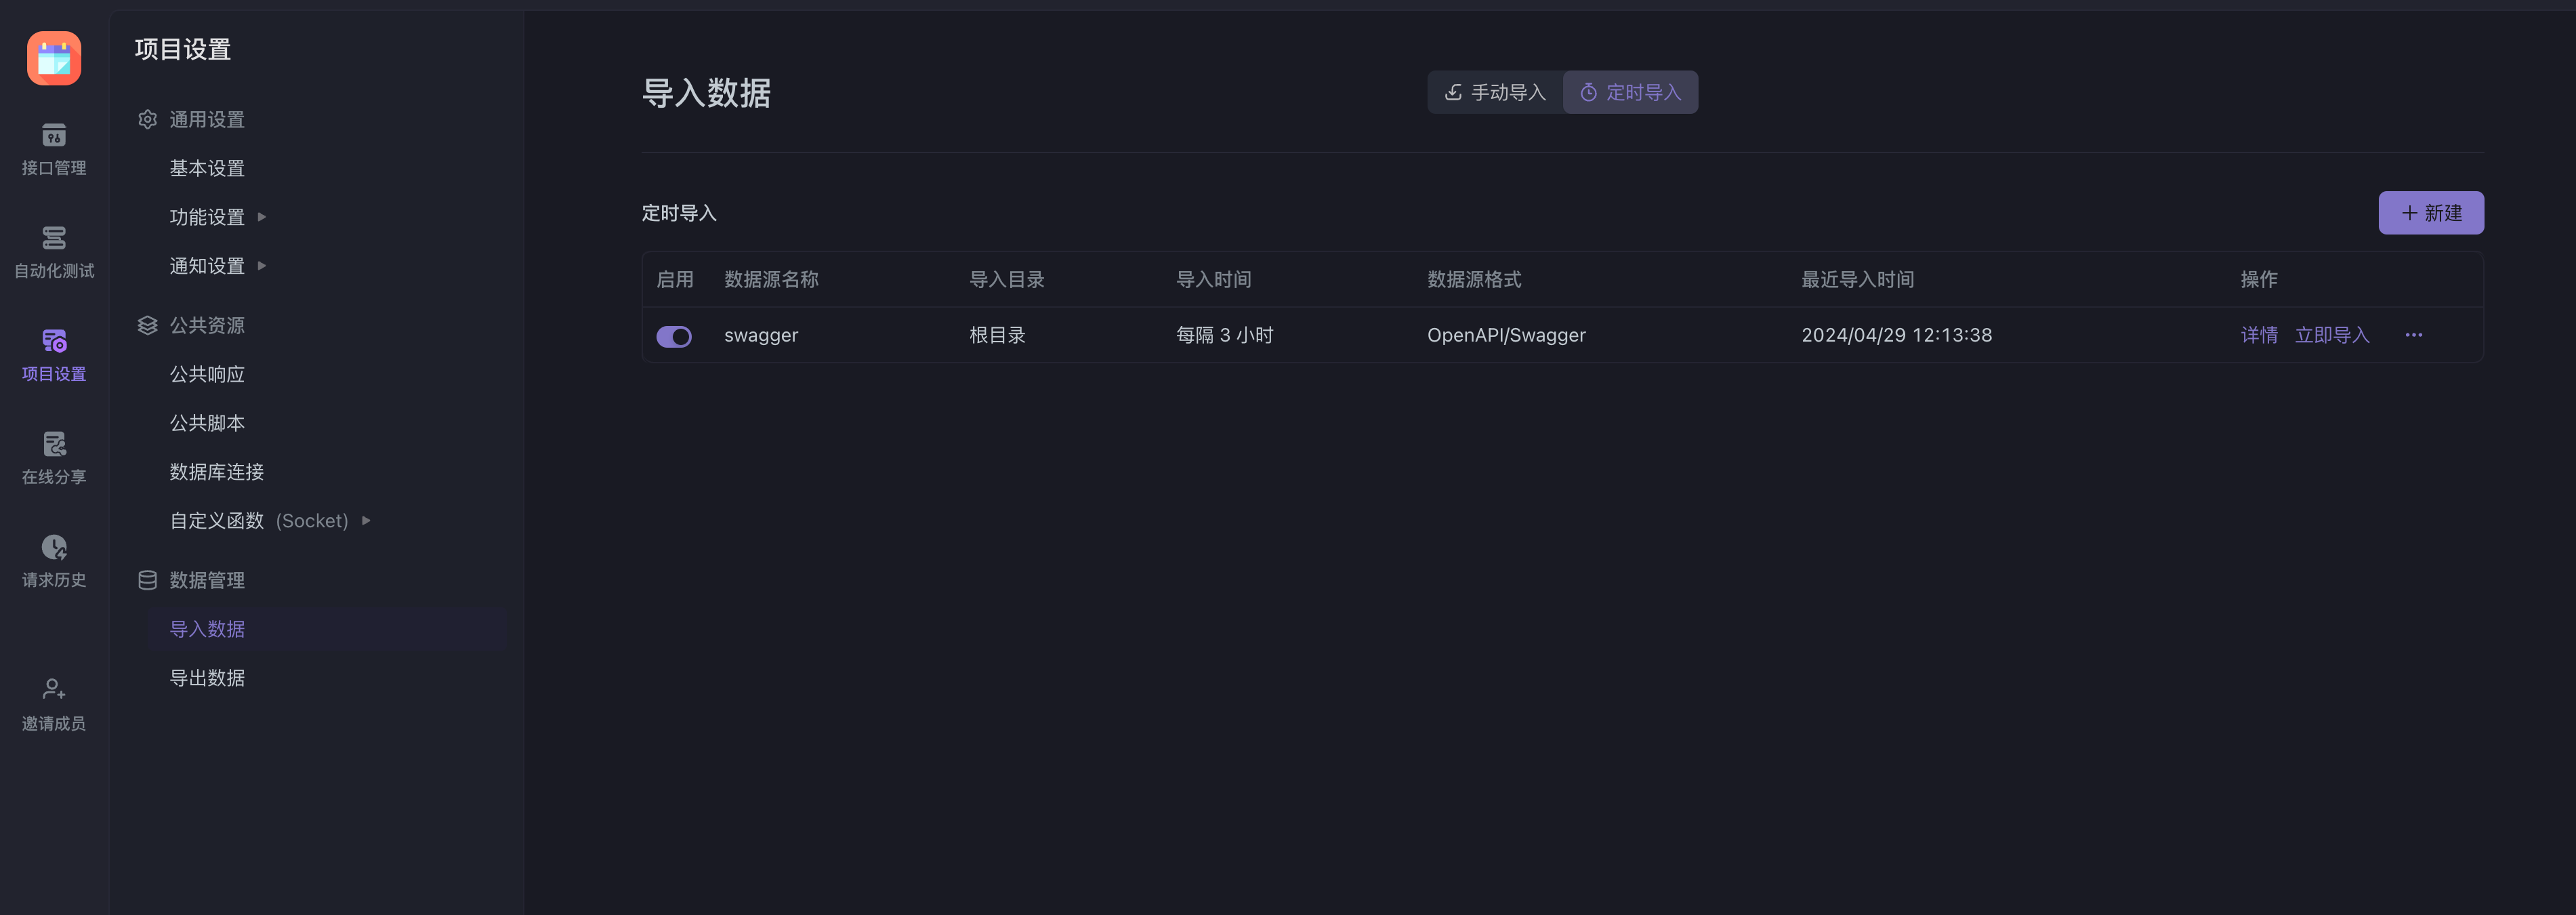 接口管理
自动化测试
项目设置
在线分享
请求历史
邀请成员
项目设置
通用设置
基本设置
功能设置
通知设置
公共资源
公共响应
公共脚本
数据库连接
自定义函数 (Socket)
数据管理
导入数据
导出数据
导入数据
手动导入 定时导入
定时导入
新建
启用 数据源名称 导入目录 导入时间 数据源格式 最近导入时间 操作
swagger 根目录 每隔 3 小时 OpenAPI/Swagger 2024/04/29 12:13:38 详情 立即导入 ···